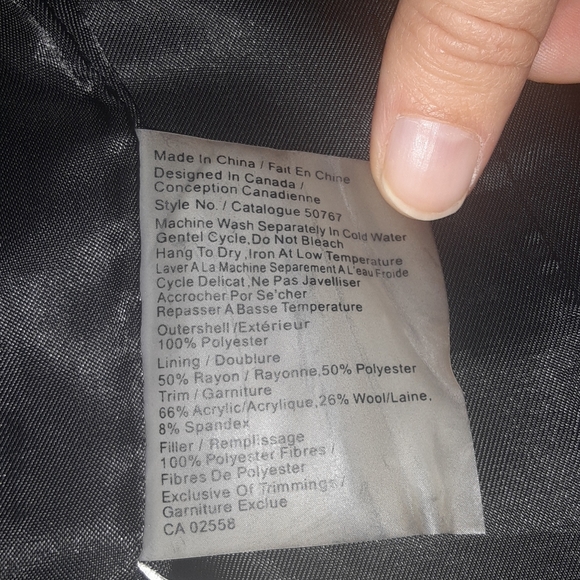 Made In China / Fait En Chine
Designed In Canada /
Conception Canadienne
Style No. / Catalogue 50767
Machine Wash Separately In Cold Water
Gentel Cycle,Do Not Bleach
Hang To Dry ,Iron At Low Temperature
Laver A La Machine Separement A L'eau Froide
Cycle Delicat ,Ne Pas Javelliser
Accrocher Por Se'cher
Repasser A Basse Temperature
Outershell /Extérieur
100% Polyester
Lining / Doublure
50% Rayon / Rayonne,50% Polyester
Trim / Garniture
66% Acrylic/Acrylique,26% Wool/Laine,
8% Spandex
Filler / Remplissage
100% Polyester Fibres /
Fibres De Polyester
Exclusive Of Trimmings /
Garniture Exclue
CA 02558